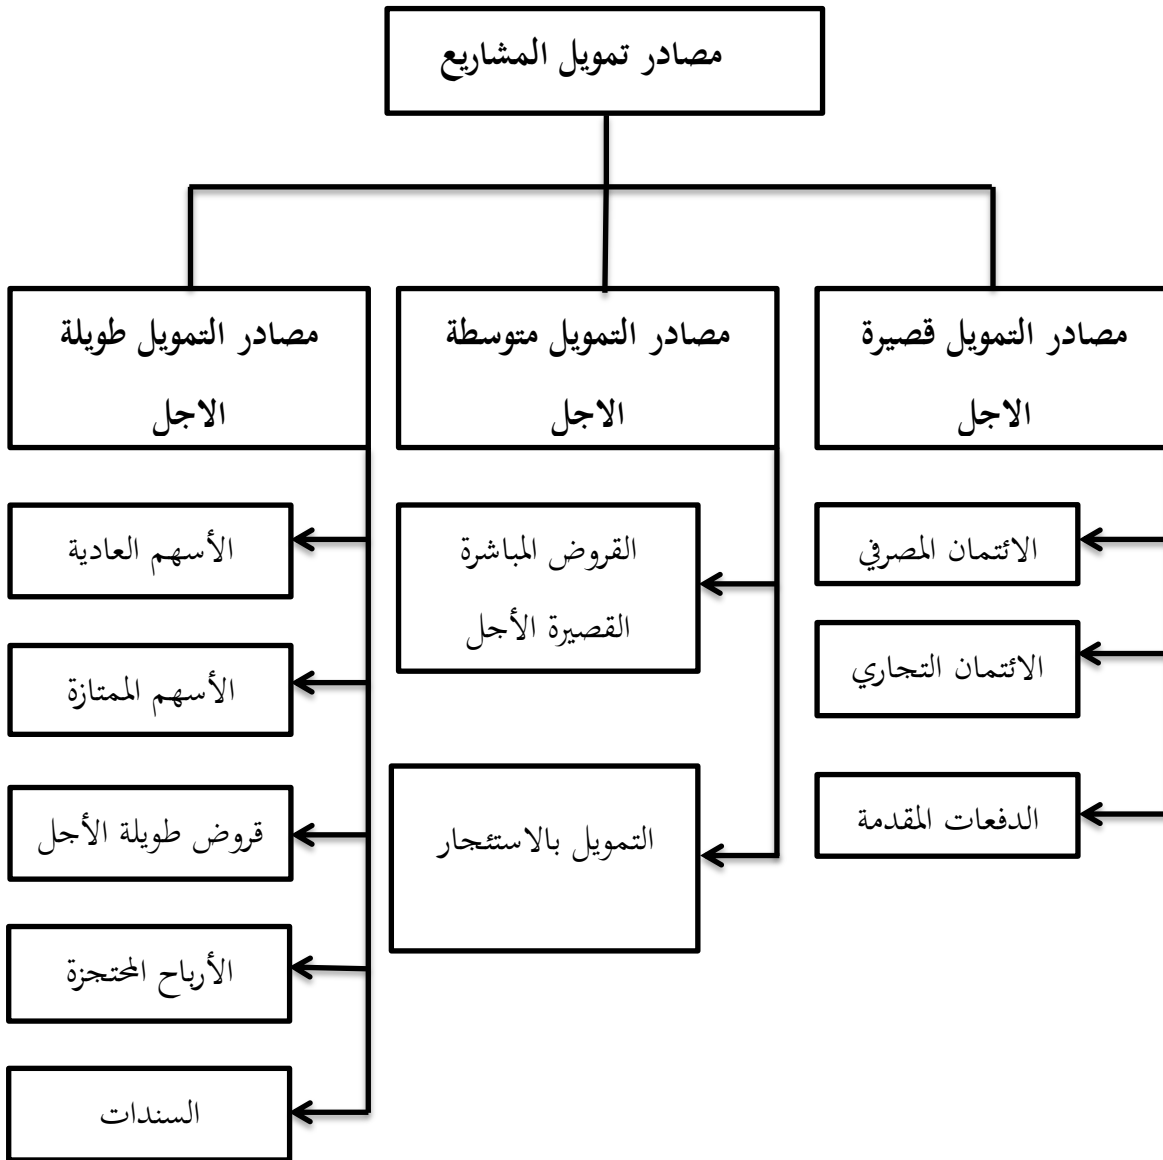 مصادر تمويل المشاريع
مصادر التمويل قصيرة
الاجل
الائتمان المصرفي
الائتمان التجاري
الدفعات المقدمة
مصادر التمويل متوسطة
الاجل
القروض المباشرة
القصيرة الأجل
التمويل بالاستئجار
مصادر التمويل طويلة
الاجل
الأسهم العادية
الأسهم الممتازة
قروض طويلة الأجل
الأرباح المحتجزة
السندات